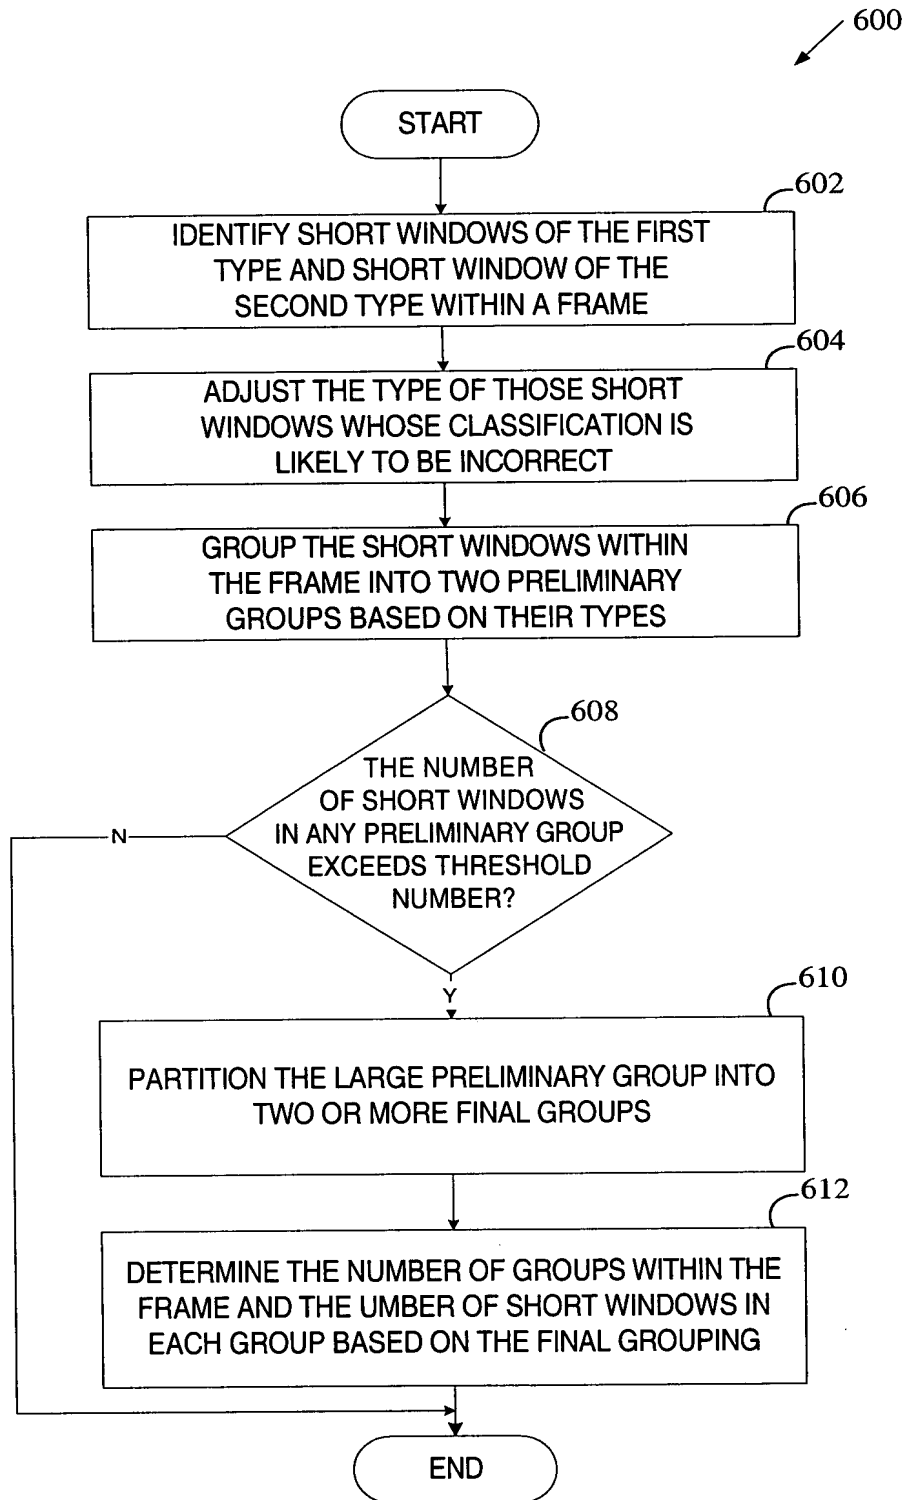 600
START
602
IDENTIFY SHORT WINDOWS OF THE FIRST
TYPE AND SHORT WINDOW OF THE
SECOND TYPE WITHIN A FRAME
604
ADJUST THE TYPE OF THOSE SHORT
WINDOWS WHOSE CLASSIFICATION IS
LIKELY TO BE INCORRECT
606
GROUP THE SHORT WINDOWS WITHIN
THE FRAME INTO TWO PRELIMINARY
GROUPS BASED ON THEIR TYPES
608
THE NUMBER
OF SHORT WINDOWS
IN ANY PRELIMINARY GROUP
EXCEEDS THRESHOLD
NUMBER?
N
Y
610
PARTITION THE LARGE PRELIMINARY GROUP INTO
TWO OR MORE FINAL GROUPS
612
DETERMINE THE NUMBER OF GROUPS WITHIN THE
FRAME AND THE UMBER OF SHORT WINDOWS IN
EACH GROUP BASED ON THE FINAL GROUPING
END